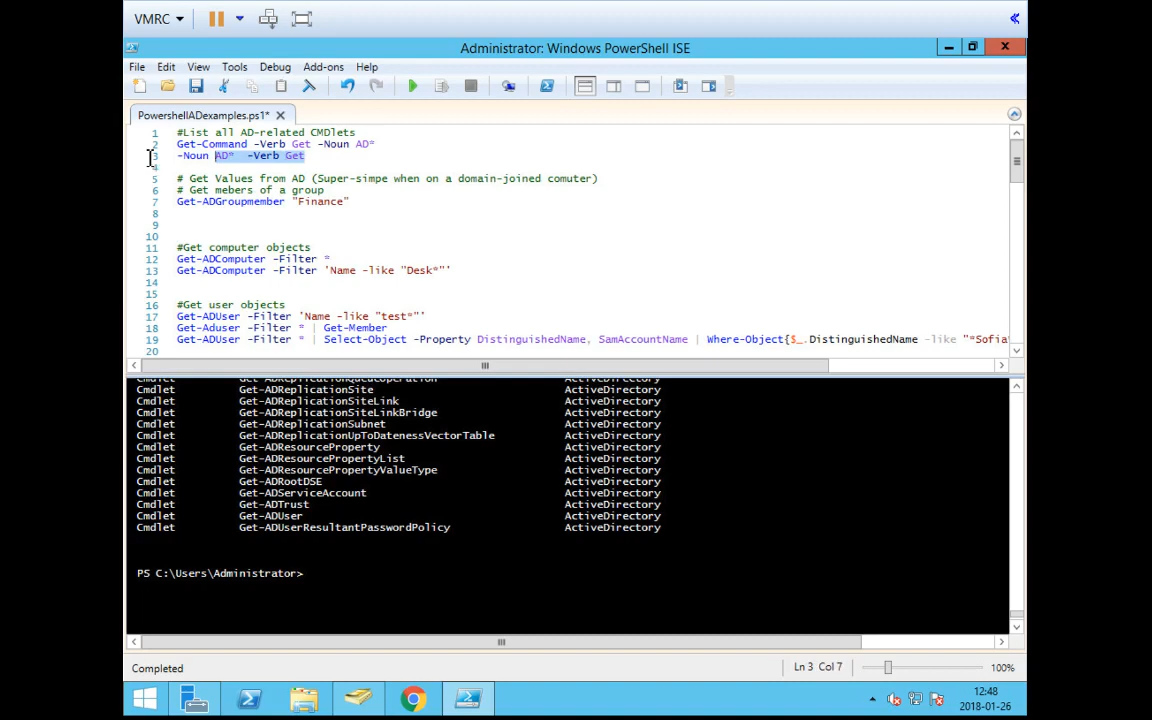 VMRC
Administrator: Windows PowerShell ISE
File Edit View Tools Debug Add-ons Help
PowershellADexamples.ps1*
1 #List all AD-related CMDlets
2 Get-Command -Verb Get -Noun AD*
3 -Noun AD* -Verb Get
4
5 # Get Values from AD (Super-simpe when on a domain-joined comuter)
6 # Get mebers of a group
7 Get-ADGroupmember "Finance"
8
9
10
11 #Get computer objects
12 Get-ADComputer -Filter *
13 Get-ADComputer -Filter 'Name -like "Desk*"'
14
15
16 #Get user objects
17 Get-ADUser -Filter 'Name -like "test*"'
18 Get-Aduser -Filter * | Get-Member
19 Get-ADUser -Filter * | Select-Object -Property DistinguishedName, SamAccountName | Where-Object{$_.DistinguishedName -like "*Sofia
20
Cmdlet Get-ADReplicationQueueOperation ActiveDirectory
Cmdlet Get-ADReplicationSite ActiveDirectory
Cmdlet Get-ADReplicationSiteLink ActiveDirectory
Cmdlet Get-ADReplicationSiteLinkBridge ActiveDirectory
Cmdlet Get-ADReplicationSubnet ActiveDirectory
Cmdlet Get-ADReplicationUpToDatenessVectorTable ActiveDirectory
Cmdlet Get-ADResourceProperty ActiveDirectory
Cmdlet Get-ADResourcePropertyList ActiveDirectory
Cmdlet Get-ADResourcePropertyValueType ActiveDirectory
Cmdlet Get-ADRootDSE ActiveDirectory
Cmdlet Get-ADServiceAccount ActiveDirectory
Cmdlet Get-ADTrust ActiveDirectory
Cmdlet Get-ADUser ActiveDirectory
Cmdlet Get-ADUserResultantPasswordPolicy ActiveDirectory
PS C:\Users\Administrator>
Completed Ln 3 Col 7 100%
12:48
2018-01-26